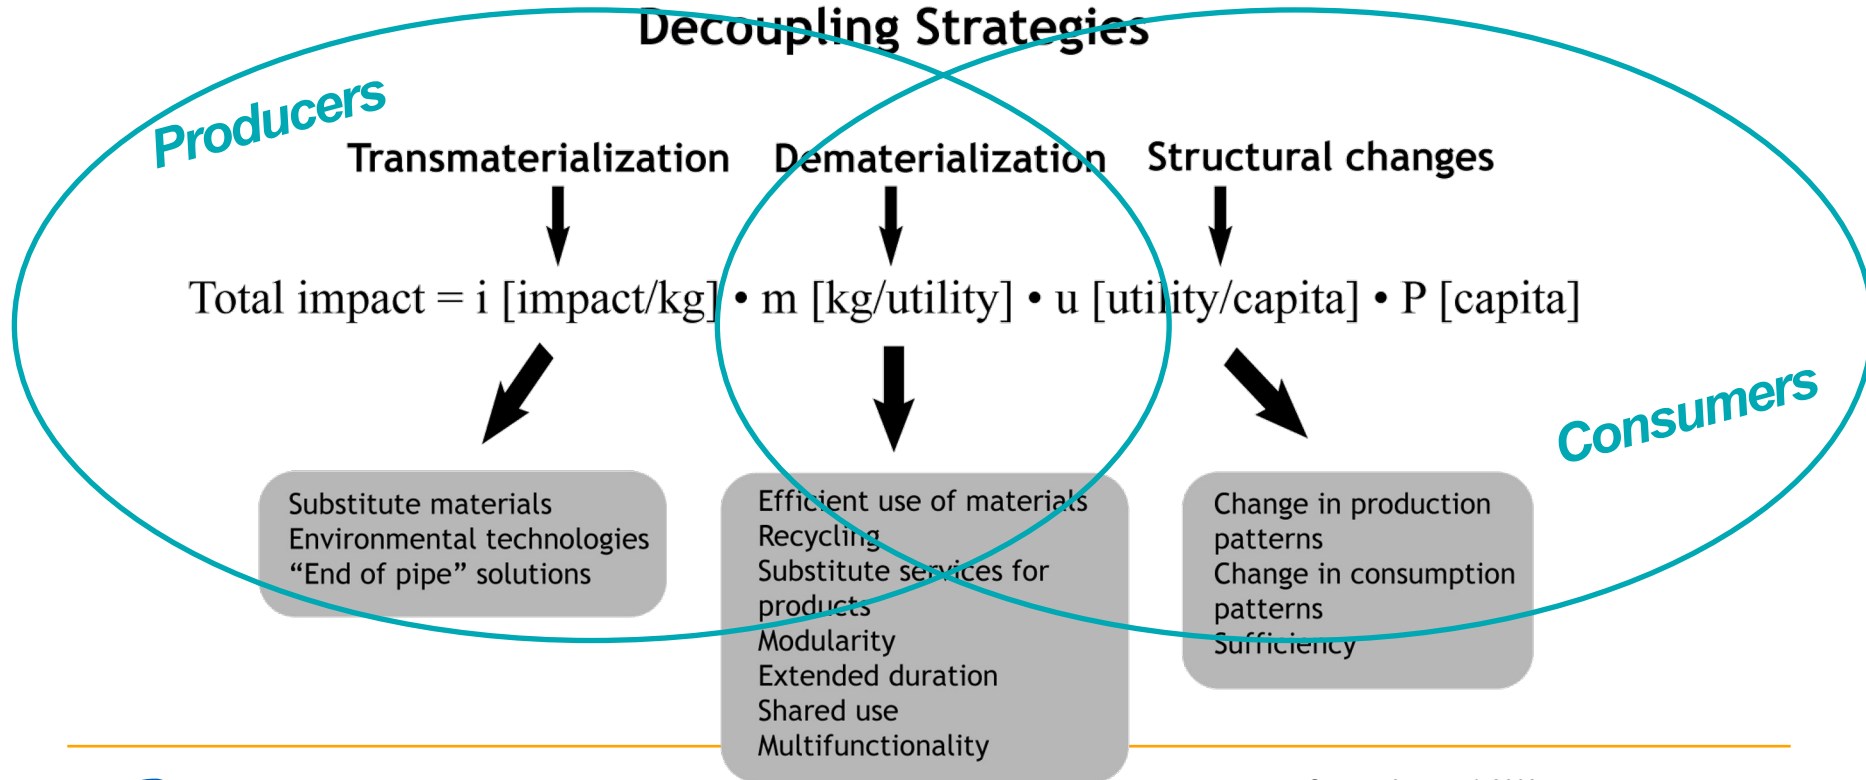 Decoupling Strategies
Producers
Transmaterialization
Dematerialization
Structural changes
Total impact = i [impact/kg] • m [kg/utility] • u [utility/capita] • P [capita]
Consumers
Substitute materials
Environmental technologies
“End of pipe” solutions
Efficient use of materials
Recycling
Substitute services for
products
Modularity
Extended duration
Shared use
Multifunctionality
Change in production
patterns
Change in consumption
patterns
Sufficiency